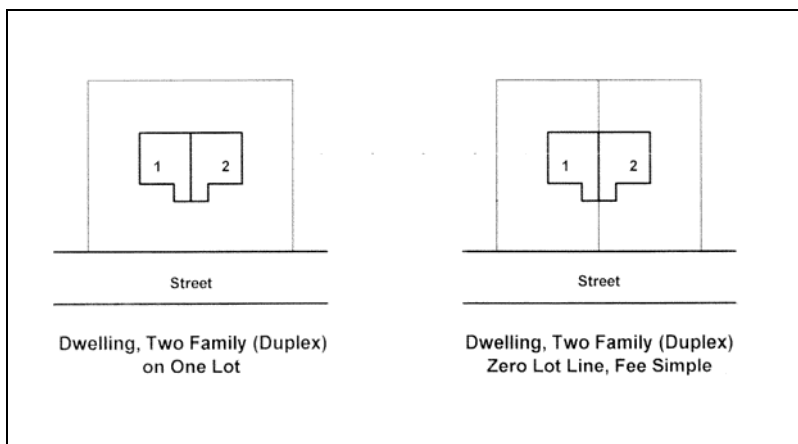 1 2
Street
Dwelling, Two Family (Duplex)
on One Lot
1 2
Street
Dwelling, Two Family (Duplex)
Zero Lot Line, Fee Simple